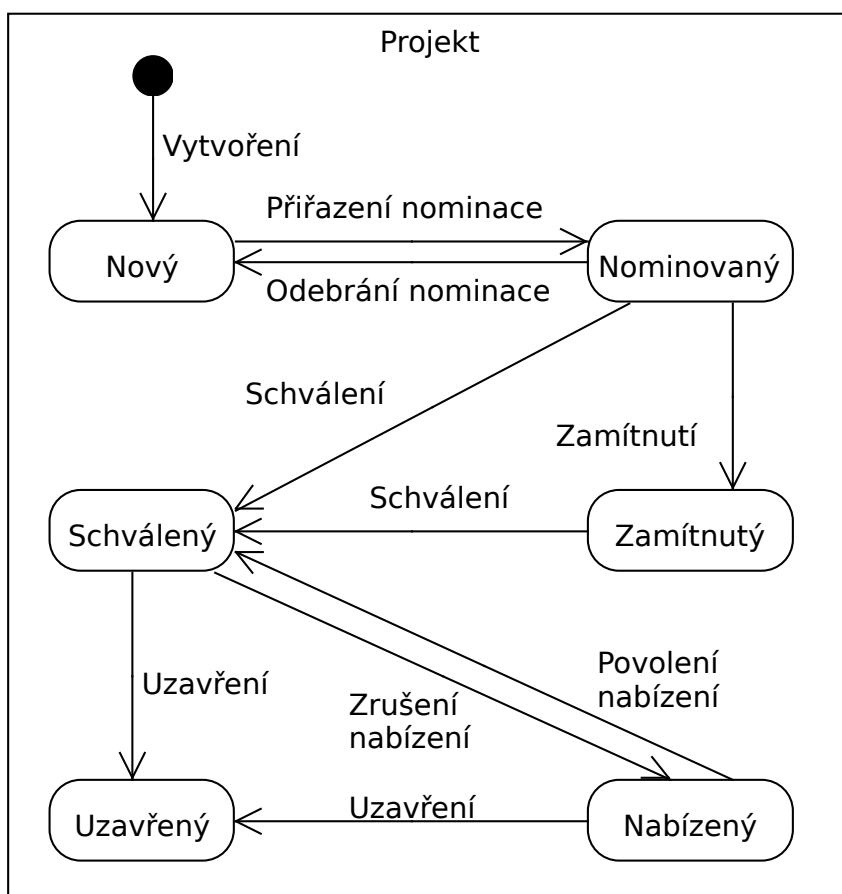 Projekt
Vytvoření
Přiřazení nominace
Nový
Nominovaný
Odebrání nominace
Schválení
Zamítnutí
Schválení
Schválený
Zamítnutý
Povolení
nabízení
Uzavření
Zrušení
nabízení
Uzavření
Uzavřený
Nabízený